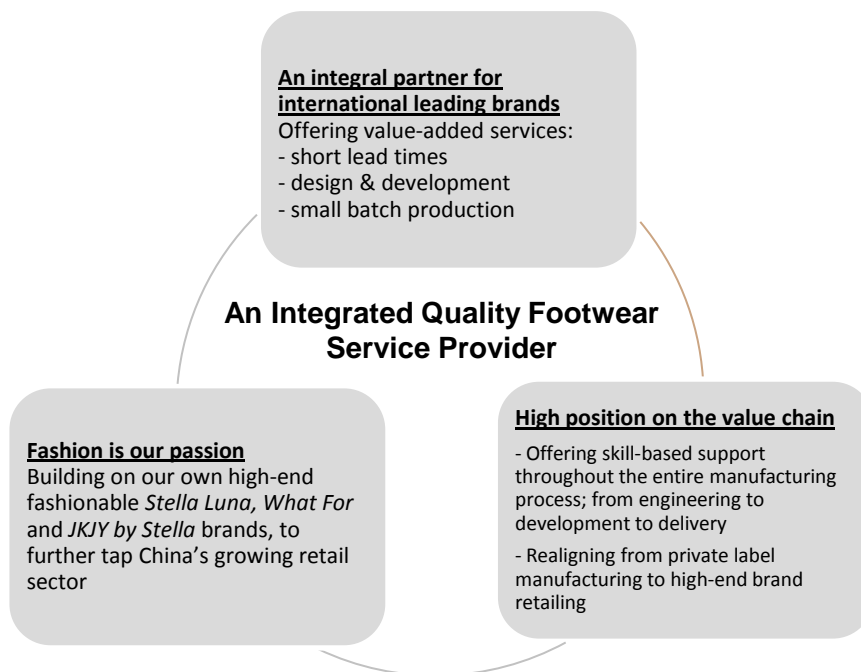 An integral partner for
international leading brands
Offering value-added services:
- short lead times
- design & development
- small batch production
An Integrated Quality Footwear
Service Provider
Fashion is our passion
Building on our own high-end
fashionable Stella Luna, What For
and JKJY by Stella brands, to
further tap China’s growing retail
sector
High position on the value chain
- Offering skill-based support
throughout the entire manufacturing
process; from engineering to
development to delivery
- Realigning from private label
manufacturing to high-end brand
retailing